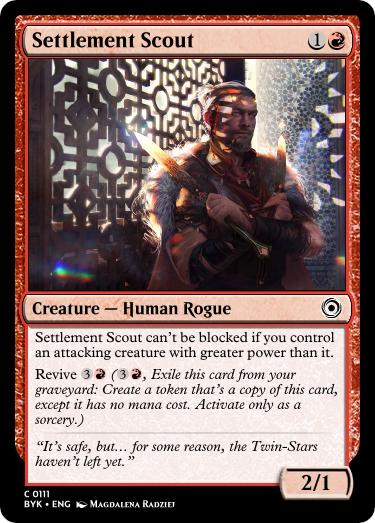 Settlement Scout 1
Creature — Human Rogue
Settlement Scout can't be blocked if you control
an attacking creature with greater power than it.
Revive 3 (3, Exile this card from your
graveyard: Create a token that's a copy of this card,
except it has no mana cost. Activate only as a
sorcery.)
“It's safe, but... for some reason, the Twin-Stars
haven't left yet.”
2/1
C 0111
BYK • ENG Magdalena Radziej